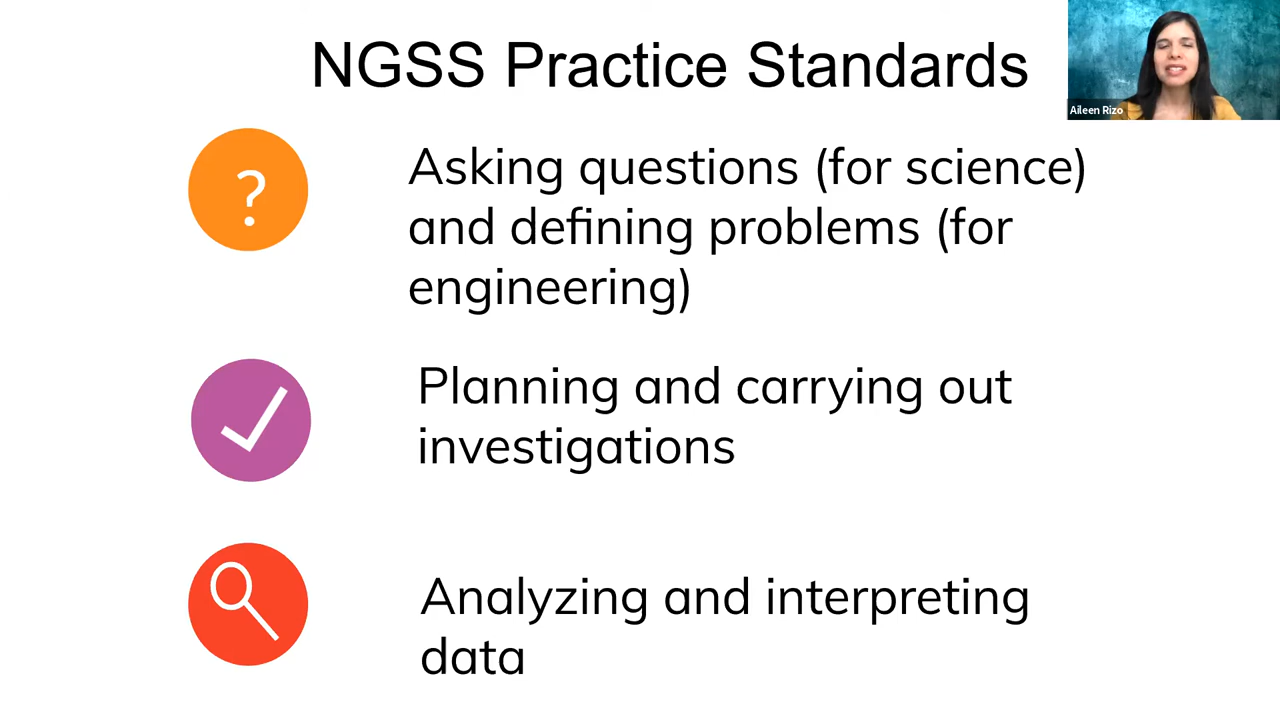 NGSS Practice Standards
Aileen Rizo
?
Asking questions (for science)
and defining problems (for
engineering)
Planning and carrying out
investigations
Analyzing and interpreting
data